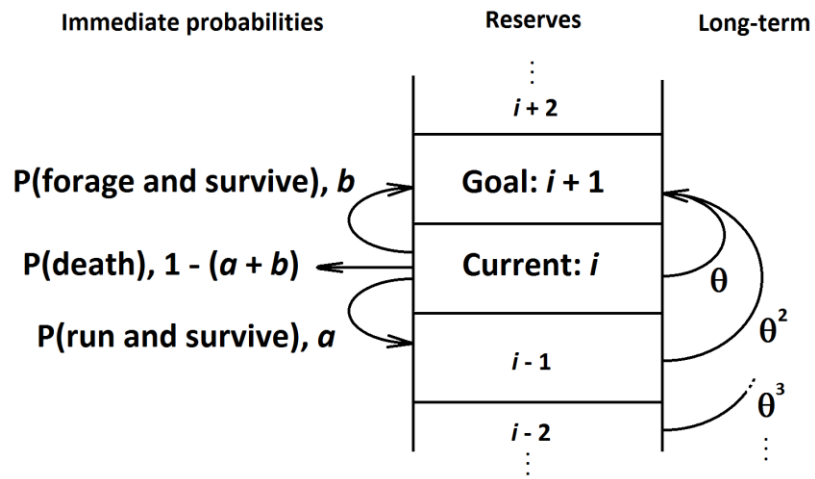 Immediate probabilities
Reserves
Long-term
⋮
i + 2
P(forage and survive), b
Goal: i + 1
P(death), 1 - (a + b)
Current: i
θ
P(run and survive), a
i - 1
θ²
i - 2
θ³
⋮
⋮